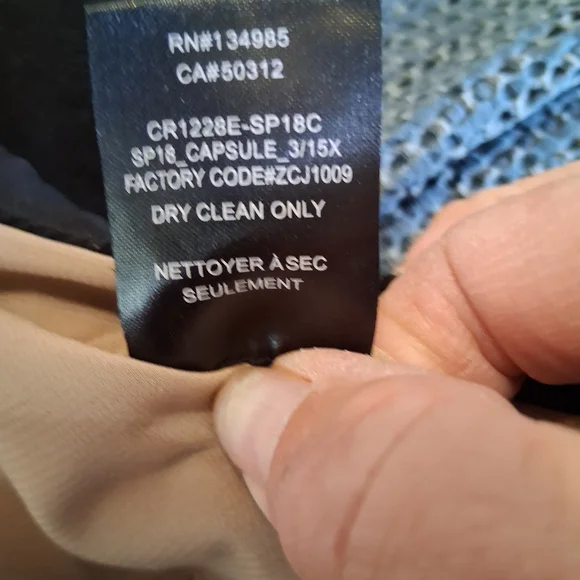 RN#134985
CA#50312
CR1228E-SP18C
SP18_CAPSULE_3/15X
FACTORY CODE#ZCJ1009
DRY CLEAN ONLY
NETTOYER À SEC
SEULEMENT